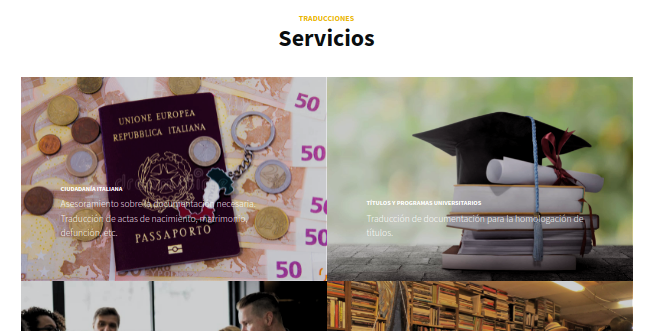 TRADUCCIONES
Servicios
UNIONE EUROPEA
REPUBBLICA ITALIANA
50
50
50
50
PASSAPORTO
CIUDADANÍA ITALIANA
Asesoramiento sobre la documentación necesaria.
Traducción de actas de nacimiento, matrimonio,
defunción, etc.
TÍTULOS Y PROGRAMAS UNIVERSITARIOS
Traducción de documentación para la homologación de
títulos.